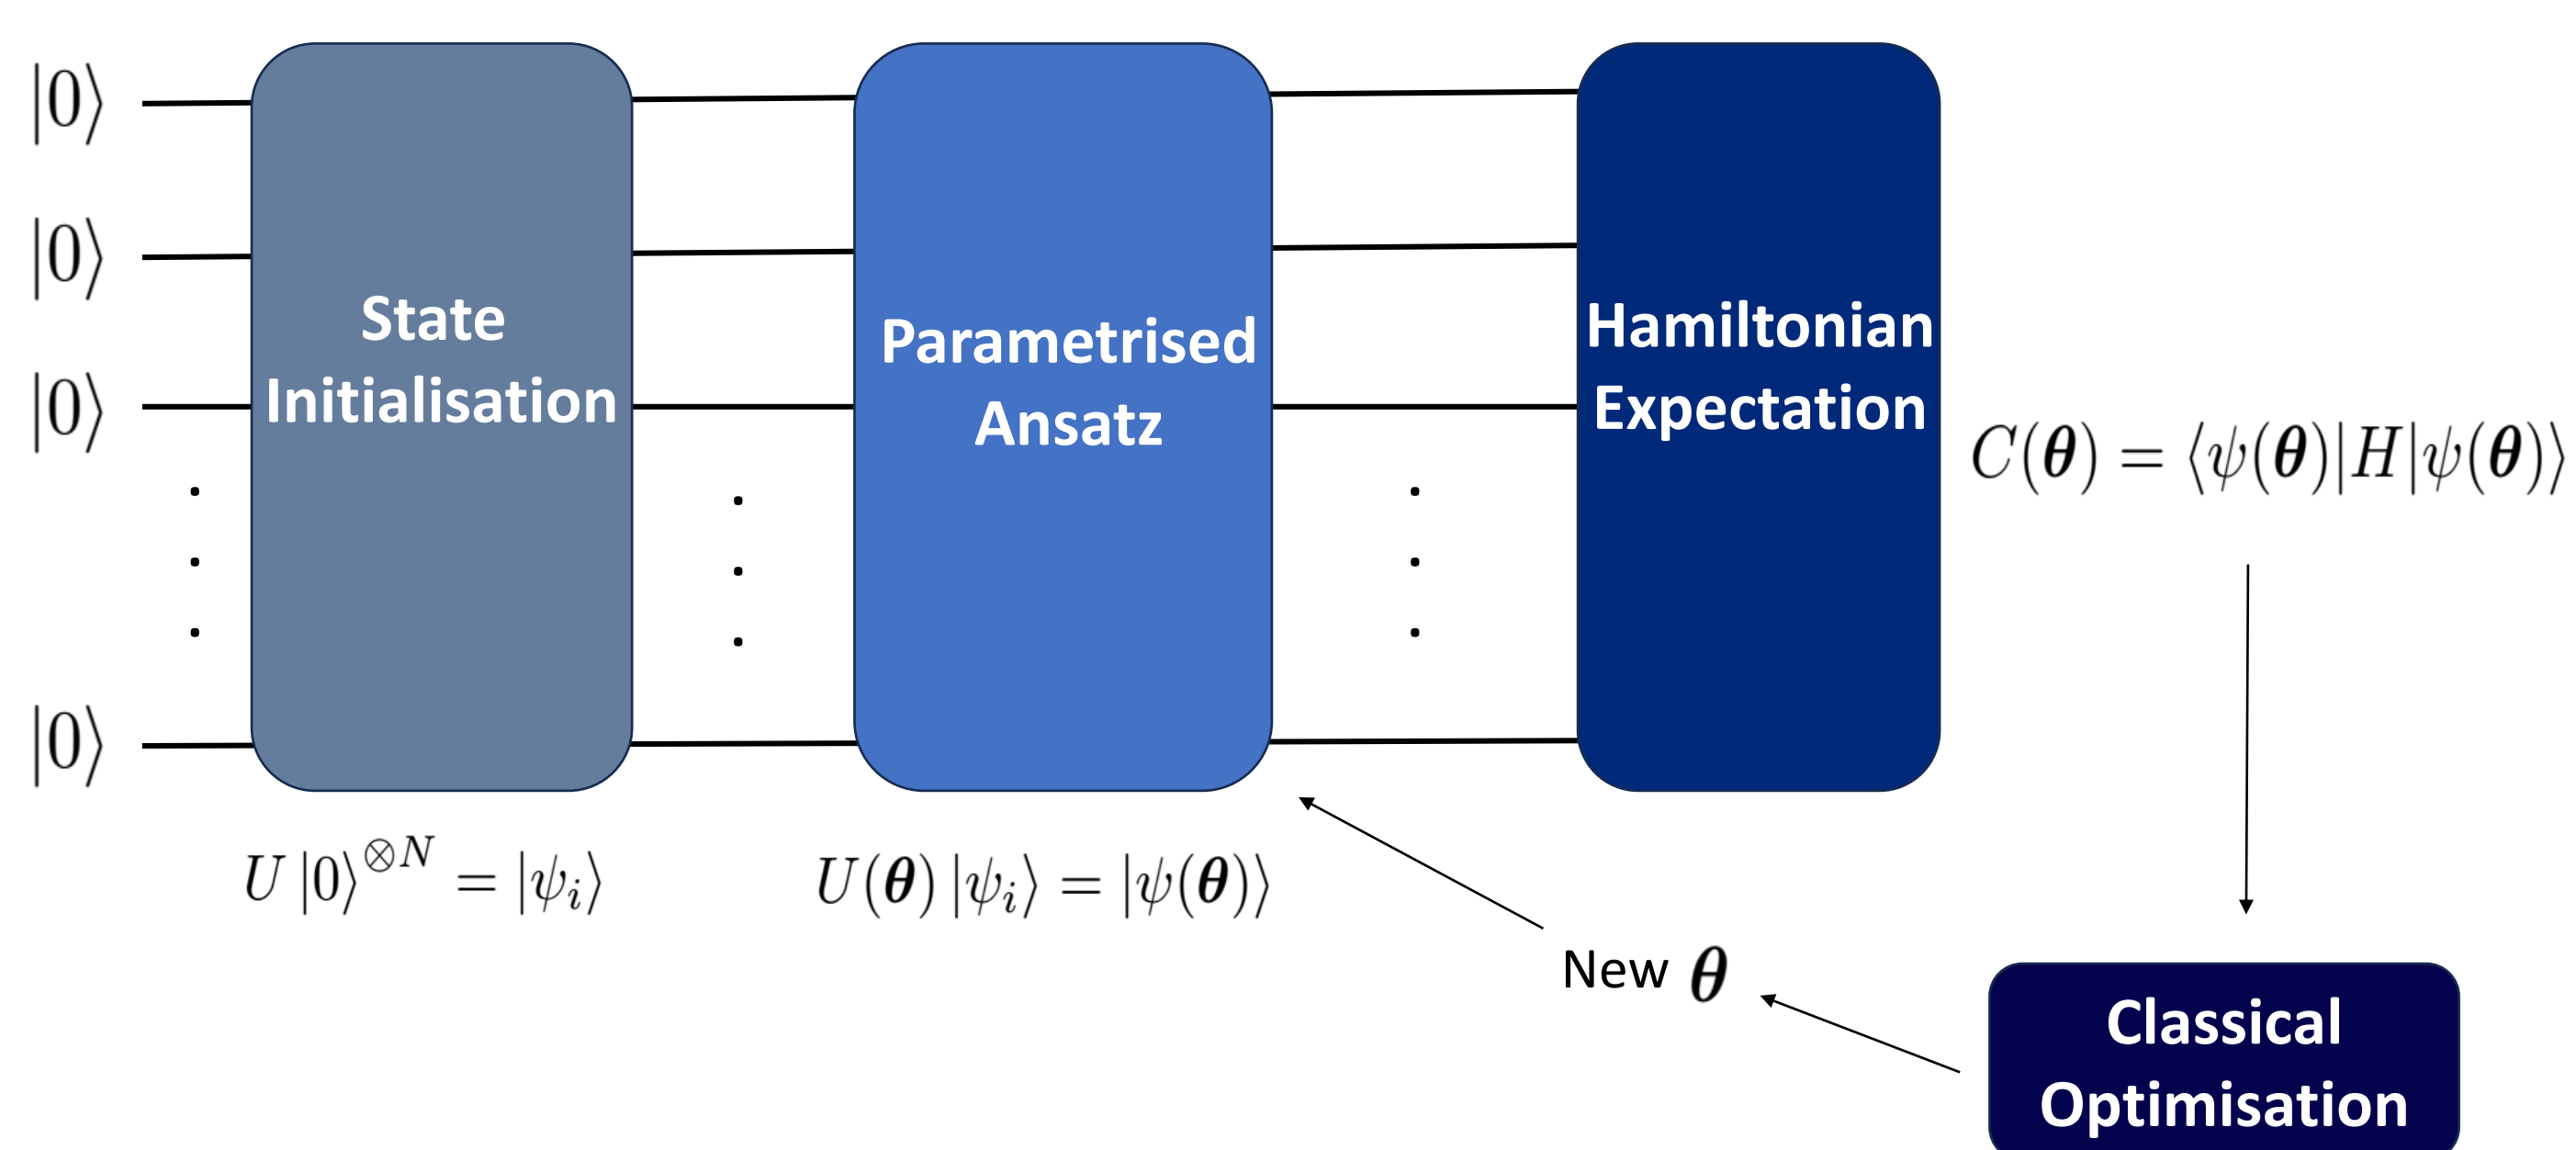 |0⟩
|0⟩
|0⟩
|0⟩
State
Initialisation
Parametrised
Ansatz
Hamiltonian
Expectation
C(θ) = ⟨ψ(θ)|H|ψ(θ)⟩
U |0⟩^{⊗N} = |ψ_i⟩
U(θ) |ψ_i⟩ = |ψ(θ)⟩
New θ
Classical
Optimisation